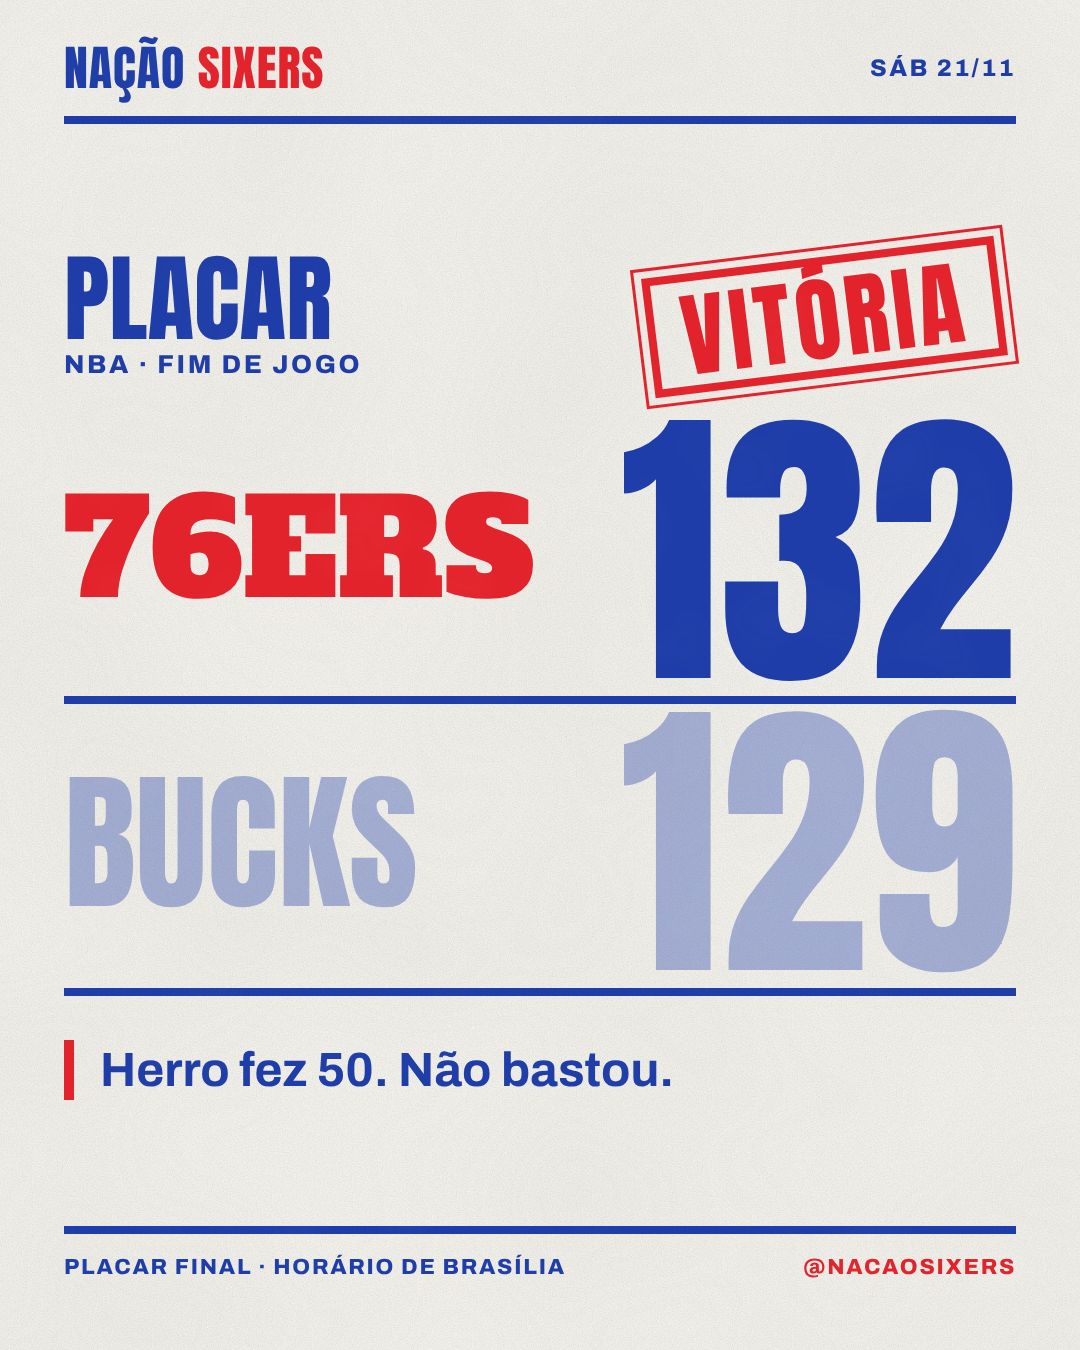 NAÇÃO SIXERS
SÁB 21/11
PLACAR
NBA · FIM DE JOGO
VITÓRIA
76ERS 132
BUCKS 129
Herro fez 50. Não bastou.
PLACAR FINAL · HORÁRIO DE BRASÍLIA
@NACAOSIXERS